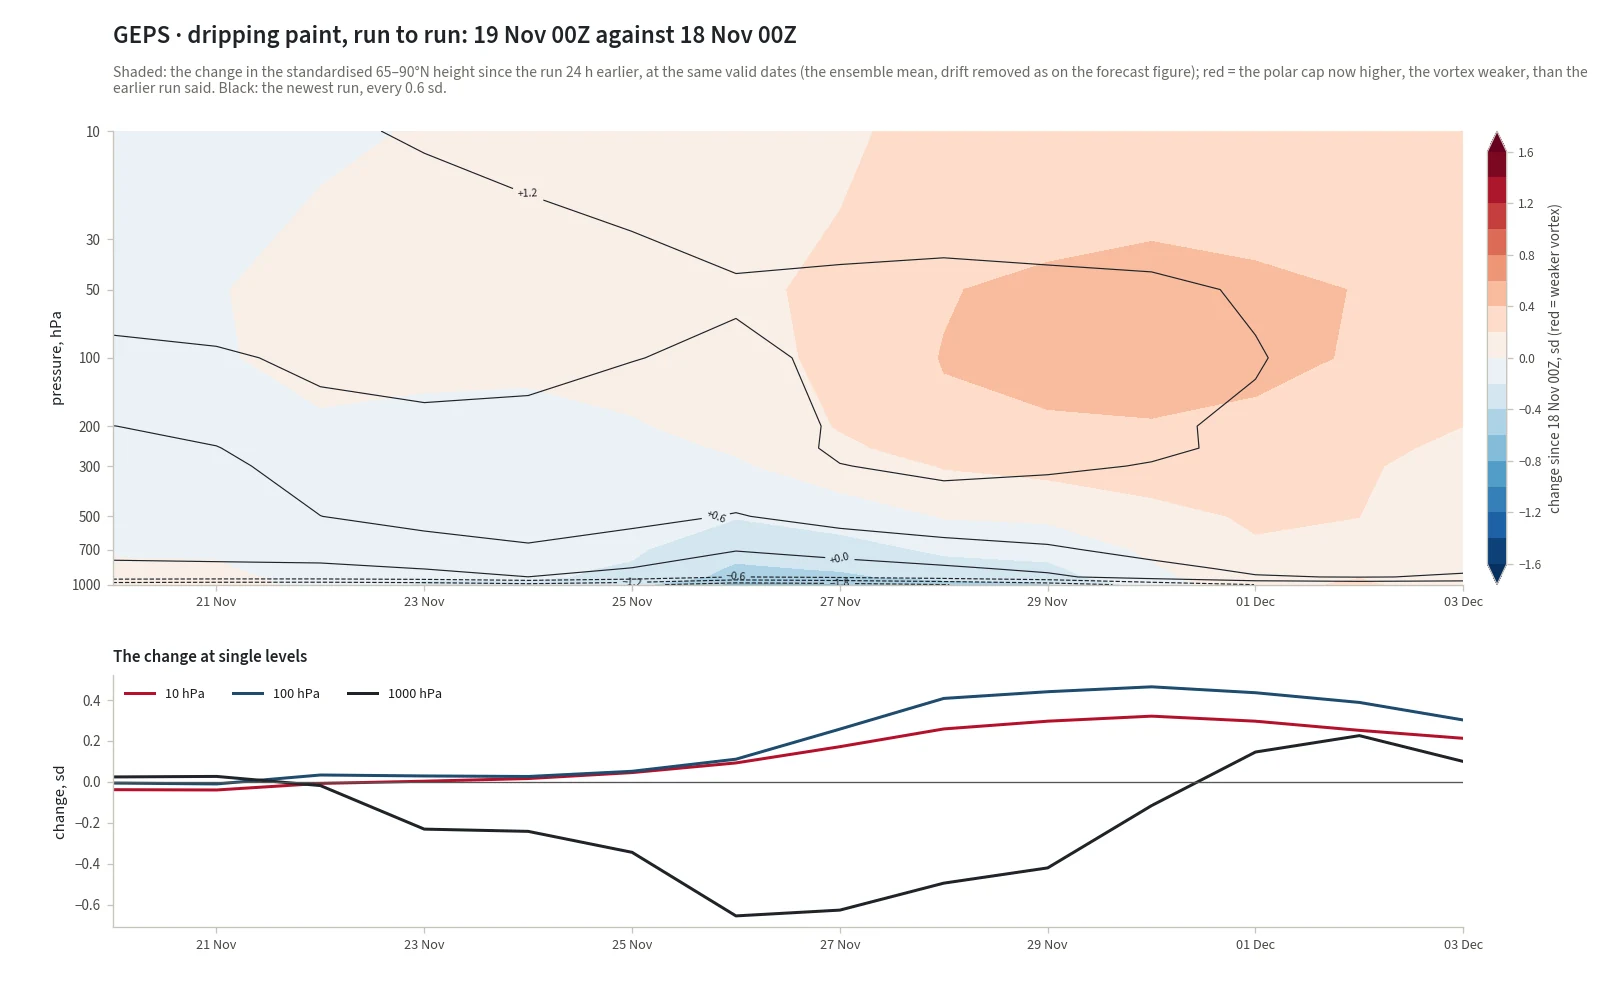 GEPS · dripping paint, run to run: 19 Nov 00Z against 18 Nov 00Z
Shaded: the change in the standardised 65–90°N height since the run 24 h earlier, at the same valid dates (the ensemble mean, drift removed as on the forecast figure); red = the polar cap now higher, the vortex weaker, than the
earlier run said. Black: the newest run, every 0.6 sd.
pressure, hPa
10
30
50
100
200
300
500
700
1000
+1.2
+0.6
+0.0
−0.6
−1.2
21 Nov
23 Nov
25 Nov
27 Nov
29 Nov
01 Dec
03 Dec
1.6
1.2
0.8
0.4
0.0
−0.4
−0.8
−1.2
−1.6
change since 18 Nov 00Z, sd (red = weaker vortex)
The change at single levels
10 hPa
100 hPa
1000 hPa
change, sd
0.4
0.2
0.0
−0.2
−0.4
−0.6
21 Nov
23 Nov
25 Nov
27 Nov
29 Nov
01 Dec
03 Dec